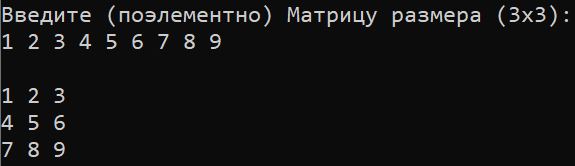 Введите (поэлементно) Матрицу размера (3x3):
1 2 3 4 5 6 7 8 9
1 2 3
4 5 6
7 8 9